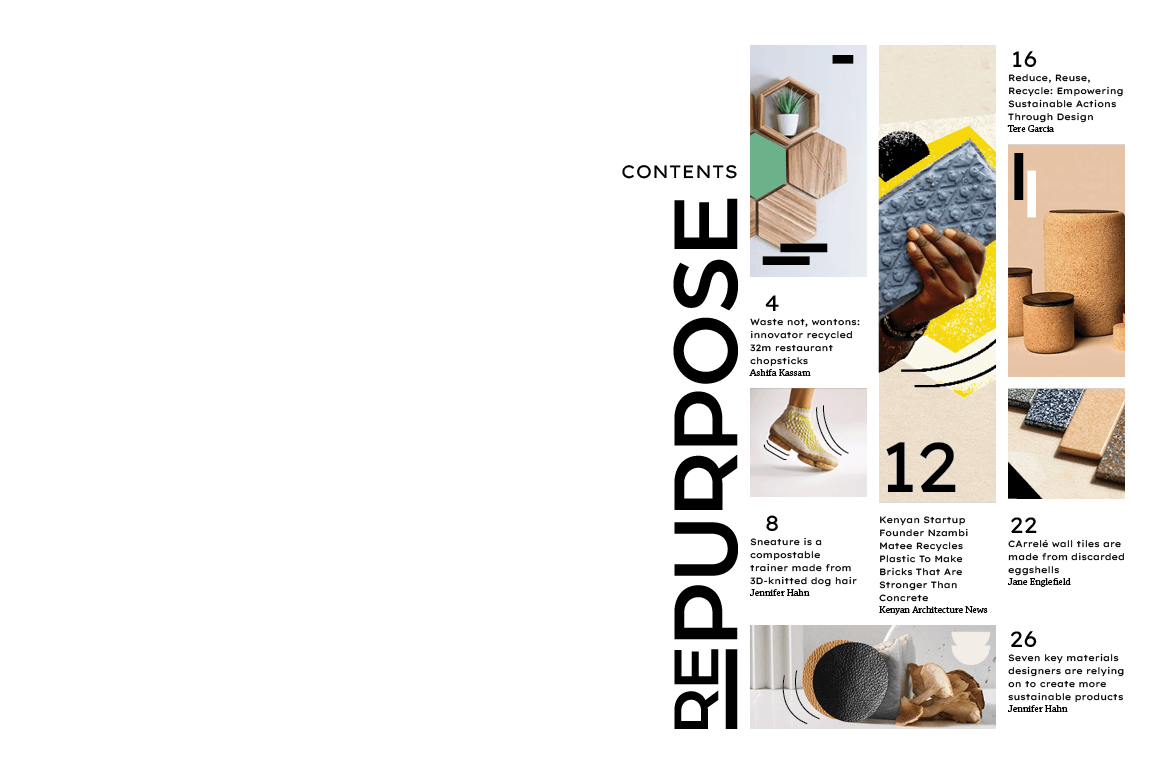 CONTENTS
REPURPOSE
4
Waste not, wontons:
innovator recycled
32m restaurant
chopsticks
Ashifa Kassam
8
Sneature is a
compostable
trainer made from
3D-knitted dog hair
Jennifer Hahn
12
Kenyan Startup
Founder Nzambi
Matee Recycles
Plastic To Make
Bricks That Are
Stronger Than
Concrete
Kenyan Architecture News
16
Reduce, Reuse,
Recycle: Empowering
Sustainable Actions
Through Design
Tere Garcia
22
CArrelé wall tiles are
made from discarded
eggshells
Jane Englefield
26
Seven key materials
designers are relying
on to create more
sustainable products
Jennifer Hahn